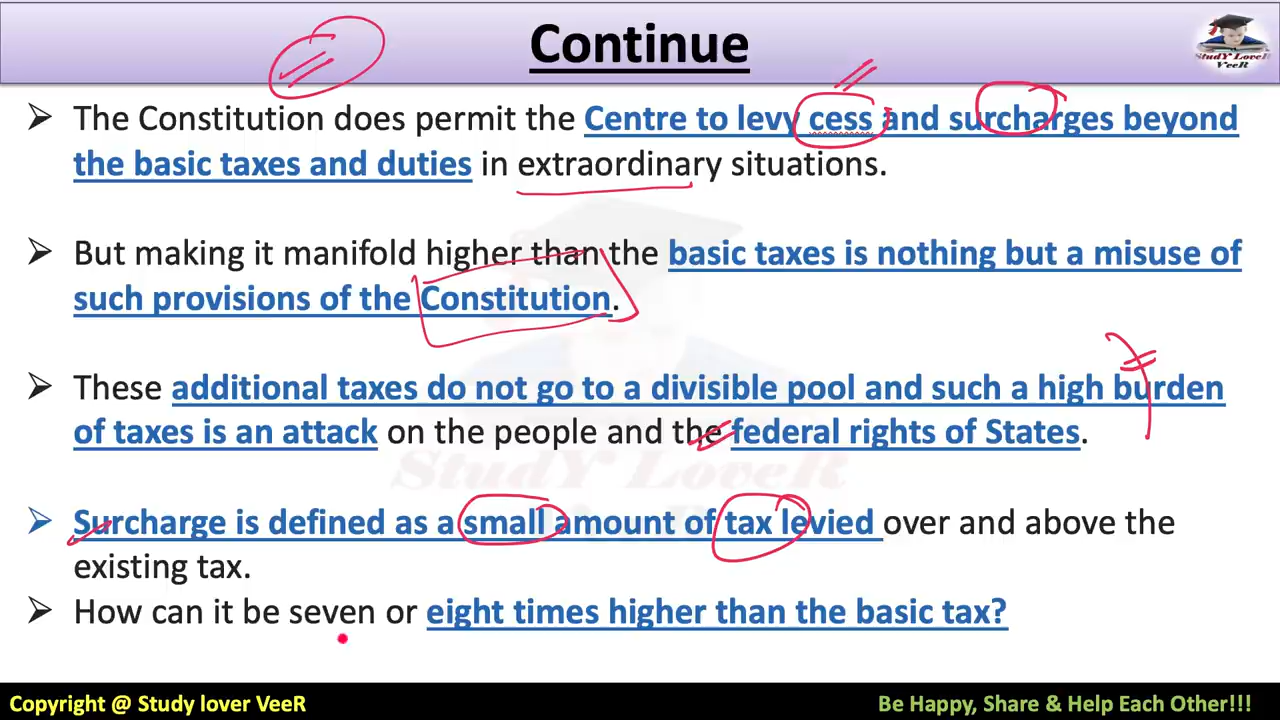 Continue
StudY LoveR
VeeR
➢ The Constitution does permit the Centre to levy cess and surcharges beyond
the basic taxes and duties in extraordinary situations.
➢ But making it manifold higher than the basic taxes is nothing but a misuse of
such provisions of the Constitution.
➢ These additional taxes do not go to a divisible pool and such a high burden
of taxes is an attack on the people and the federal rights of States.
StudY LoveR
➢ Surcharge is defined as a small amount of tax levied over and above the
existing tax.
➢ How can it be seven or eight times higher than the basic tax?
Copyright @ Study lover VeeR
Be Happy, Share & Help Each Other!!!